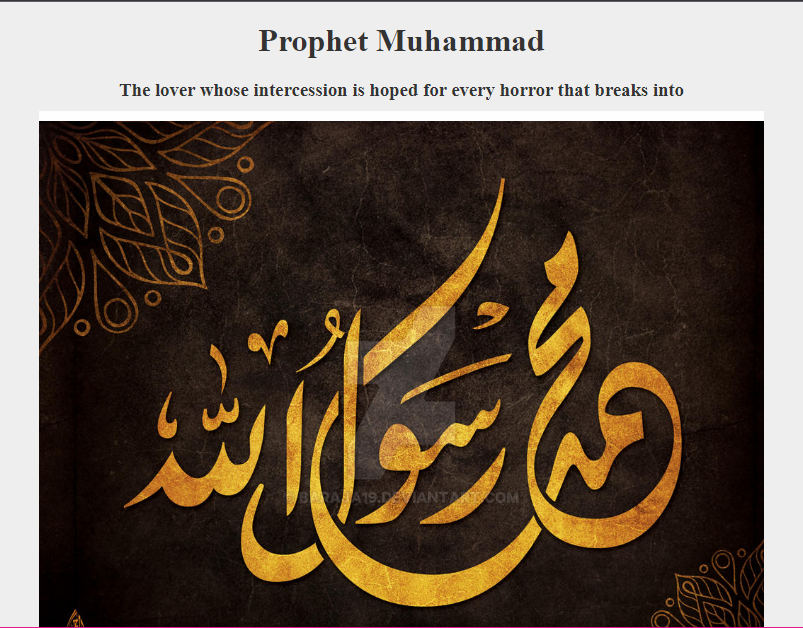 Prophet Muhammad
The lover whose intercession is hoped for every horror that breaks into
محمد رسول الله